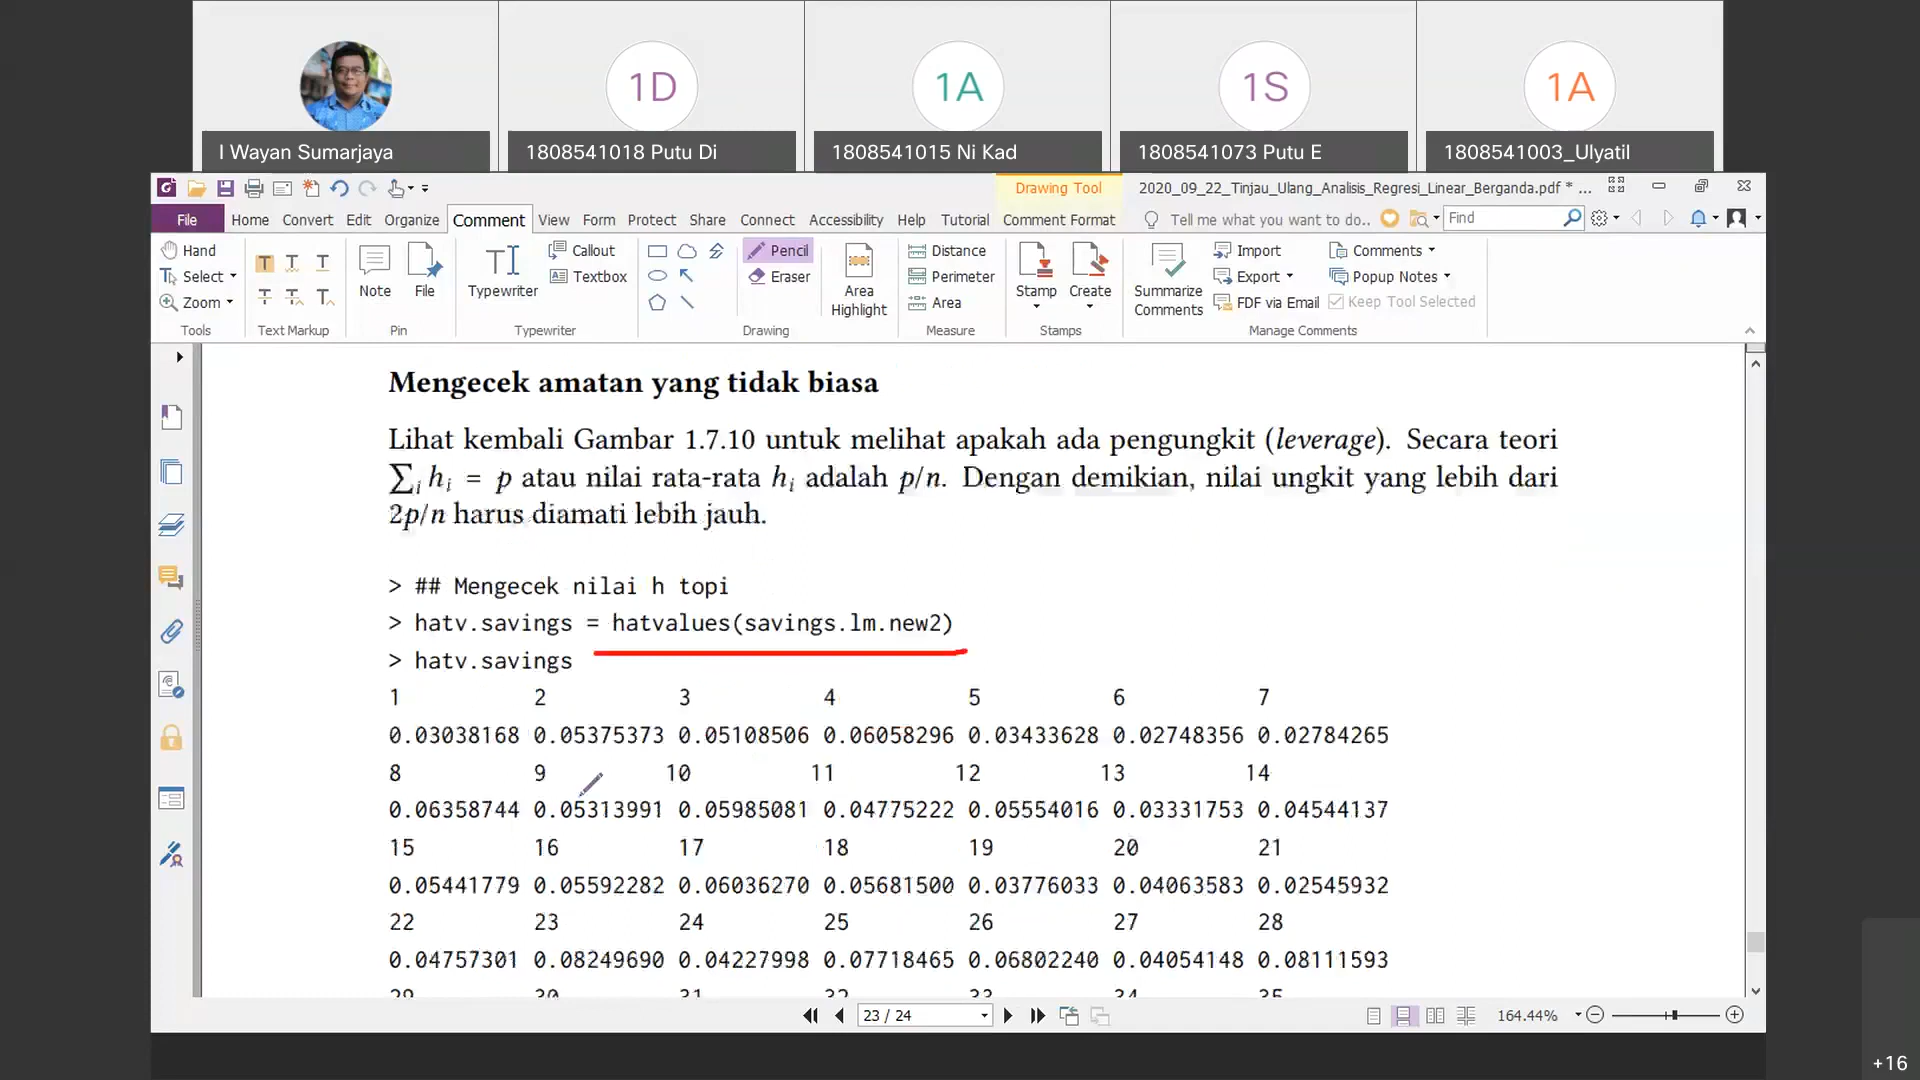 1D
1A
1S
1A
I Wayan Sumarjaya
1808541018 Putu Di
1808541015 Ni Kad
1808541073 Putu E
1808541003_Ulyatil
Drawing Tool
2020_09_22_Tinjau_Ulang_Analisis_Regresi_Linear_Berganda.pdf * ...
File Home Convert Edit Organize Comment View Form Protect Share Connect Accessibility Help Tutorial Comment Format Tell me what you want to do.. Find
Hand
Select
Zoom
Tools
Text Markup
Note
File
Pin
Typewriter
Callout
Textbox
Typewriter
Pencil
Eraser
Area Highlight
Drawing
Distance
Perimeter
Area
Measure
Stamp
Create
Stamps
Summarize Comments
Import
Export
FDF via Email
Comments
Popup Notes
Keep Tool Selected
Manage Comments
Mengecek amatan yang tidak biasa
Lihat kembali Gambar 1.7.10 untuk melihat apakah ada pengungkit (leverage). Secara teori
∑i hi = p atau nilai rata-rata hi adalah p/n. Dengan demikian, nilai ungkit yang lebih dari
2p/n harus diamati lebih jauh.
> ## Mengecek nilai h topi
> hatv.savings = hatvalues(savings.lm.new2)
> hatv.savings
1 2 3 4 5 6 7
0.03038168 0.05375373 0.05108506 0.06058296 0.03433628 0.02748356 0.02784265
8 9 10 11 12 13 14
0.06358744 0.05313991 0.05985081 0.04775222 0.05554016 0.03331753 0.04544137
15 16 17 18 19 20 21
0.05441779 0.05592282 0.06036270 0.05681500 0.03776033 0.04063583 0.02545932
22 23 24 25 26 27 28
0.04757301 0.08249690 0.04227998 0.07718465 0.06802240 0.04054148 0.08111593
29 30 31 32 33 34 35
23 / 24
164.44%
+16